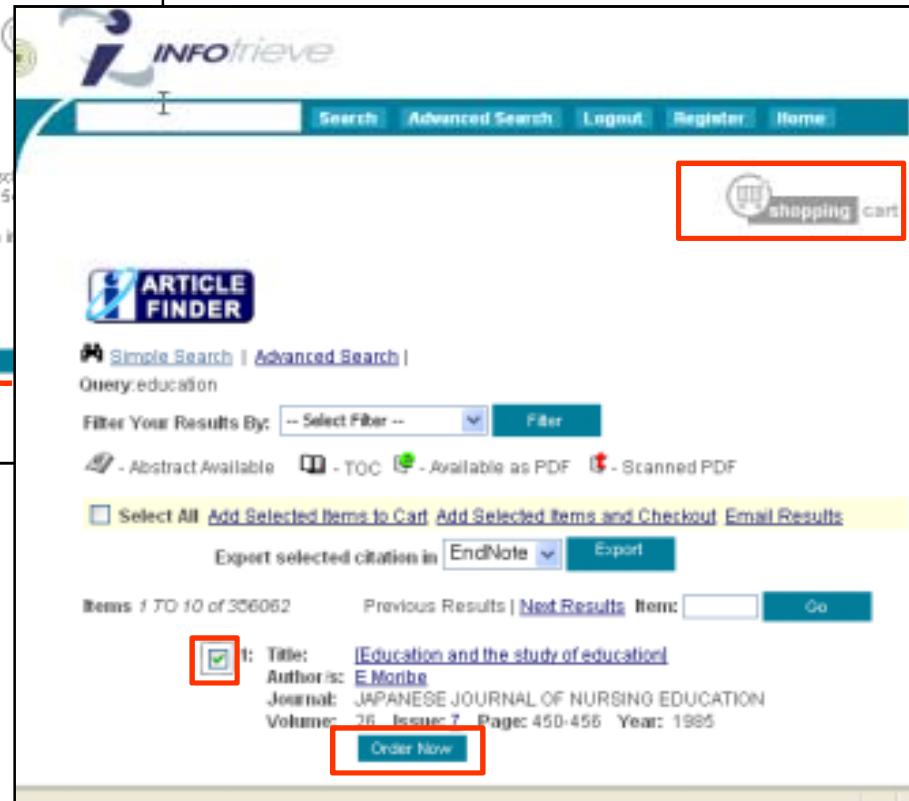 INFOtrieve
Search Advanced Search Logout Register Home
shopping cart
ARTICLE
FINDER
Simple Search | Advanced Search |
Query:education
Filter Your Results By: -- Select Filter -- Filter
- Abstract Available - TOC - Available as PDF - Scanned PDF
Select All Add Selected Items to Cart Add Selected Items and Checkout Email Results
Export selected citation in EndNote Export
Items 1 TO 10 of 356062 Previous Results | Next Results Item: Go
1: Title: [Education and the study of education]
Author/s: E Moribe
Journal: JAPANESE JOURNAL OF NURSING EDUCATION
Volume: 26 Issue: 7 Page: 450-456 Year: 1985
Order Now